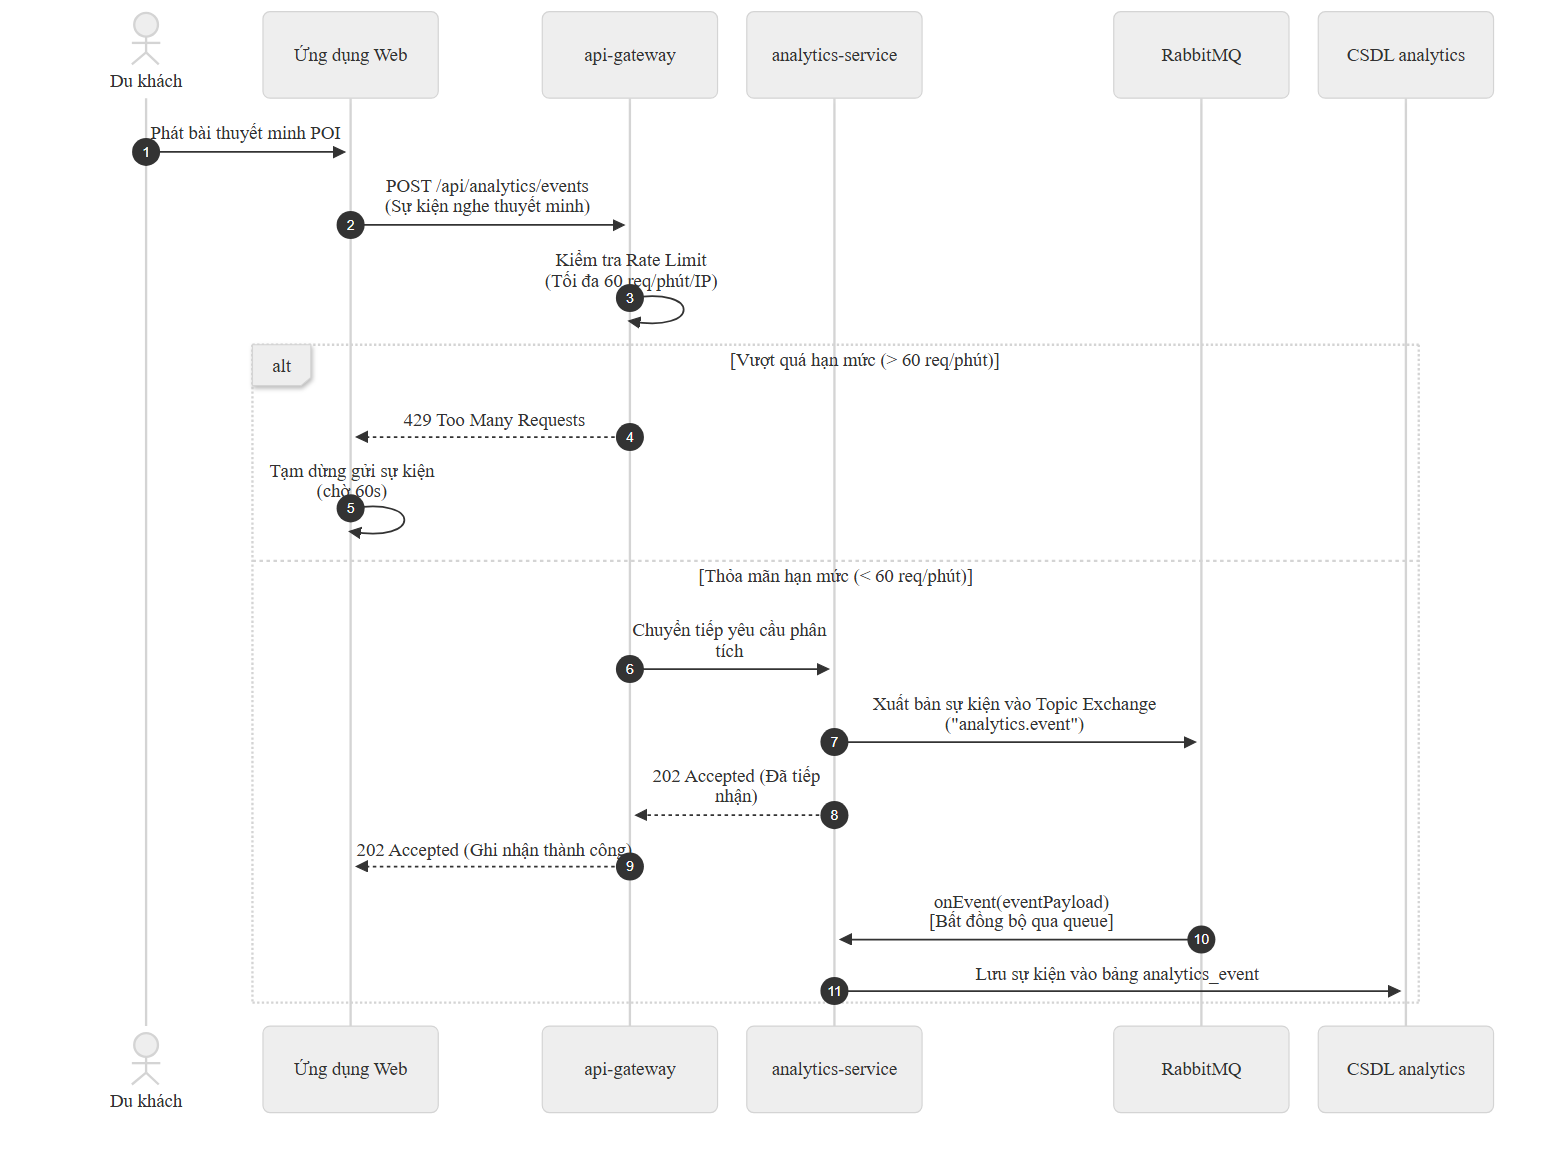 Du khách
Ứng dụng Web
api-gateway
analytics-service
RabbitMQ
CSDL analytics
Phát bài thuyết minh POI
1
POST /api/analytics/events
(Sự kiện nghe thuyết minh)
2
Kiểm tra Rate Limit
(Tối đa 60 req/phút/IP)
3
alt
[Vượt quá hạn mức (> 60 req/phút)]
429 Too Many Requests
4
Tạm dừng gửi sự kiện
(chờ 60s)
5
[Thỏa mãn hạn mức (< 60 req/phút)]
Chuyển tiếp yêu cầu phân
tích
6
Xuất bản sự kiện vào Topic Exchange
("analytics.event")
7
202 Accepted (Đã tiếp
nhận)
8
202 Accepted (Ghi nhận thành công)
9
onEvent(eventPayload)
[Bất đồng bộ qua queue]
10
Lưu sự kiện vào bảng analytics_event
11
Du khách
Ứng dụng Web
api-gateway
analytics-service
RabbitMQ
CSDL analytics